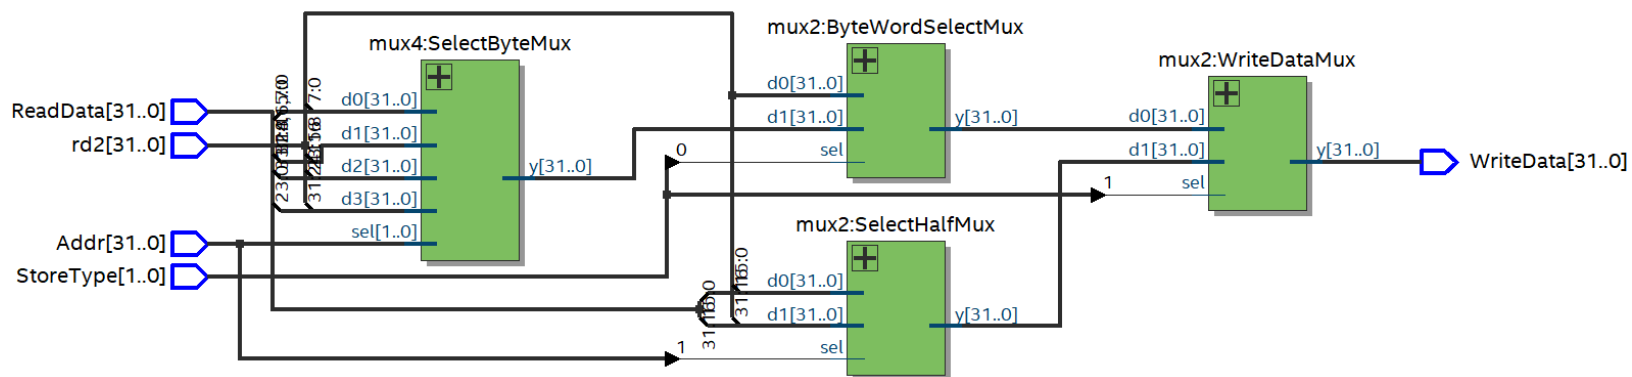 mux2:ByteWordSelectMux
mux4:SelectByteMux
mux2:WriteDataMux
ReadData[31..0]
rd2[31..0]
Addr[31..0]
StoreType[1..0]
7:0
d0[31..0]
d1[31..0]
d2[31..0]
d3[31..0]
sel[1..0]
y[31..0]
d0[31..0]
d1[31..0]
sel
y[31..0]
0
d0[31..0]
d1[31..0]
sel
y[31..0]
1
WriteData[31..0]
mux2:SelectHalfMux
d0[31..0]
d1[31..0]
sel
y[31..0]
1